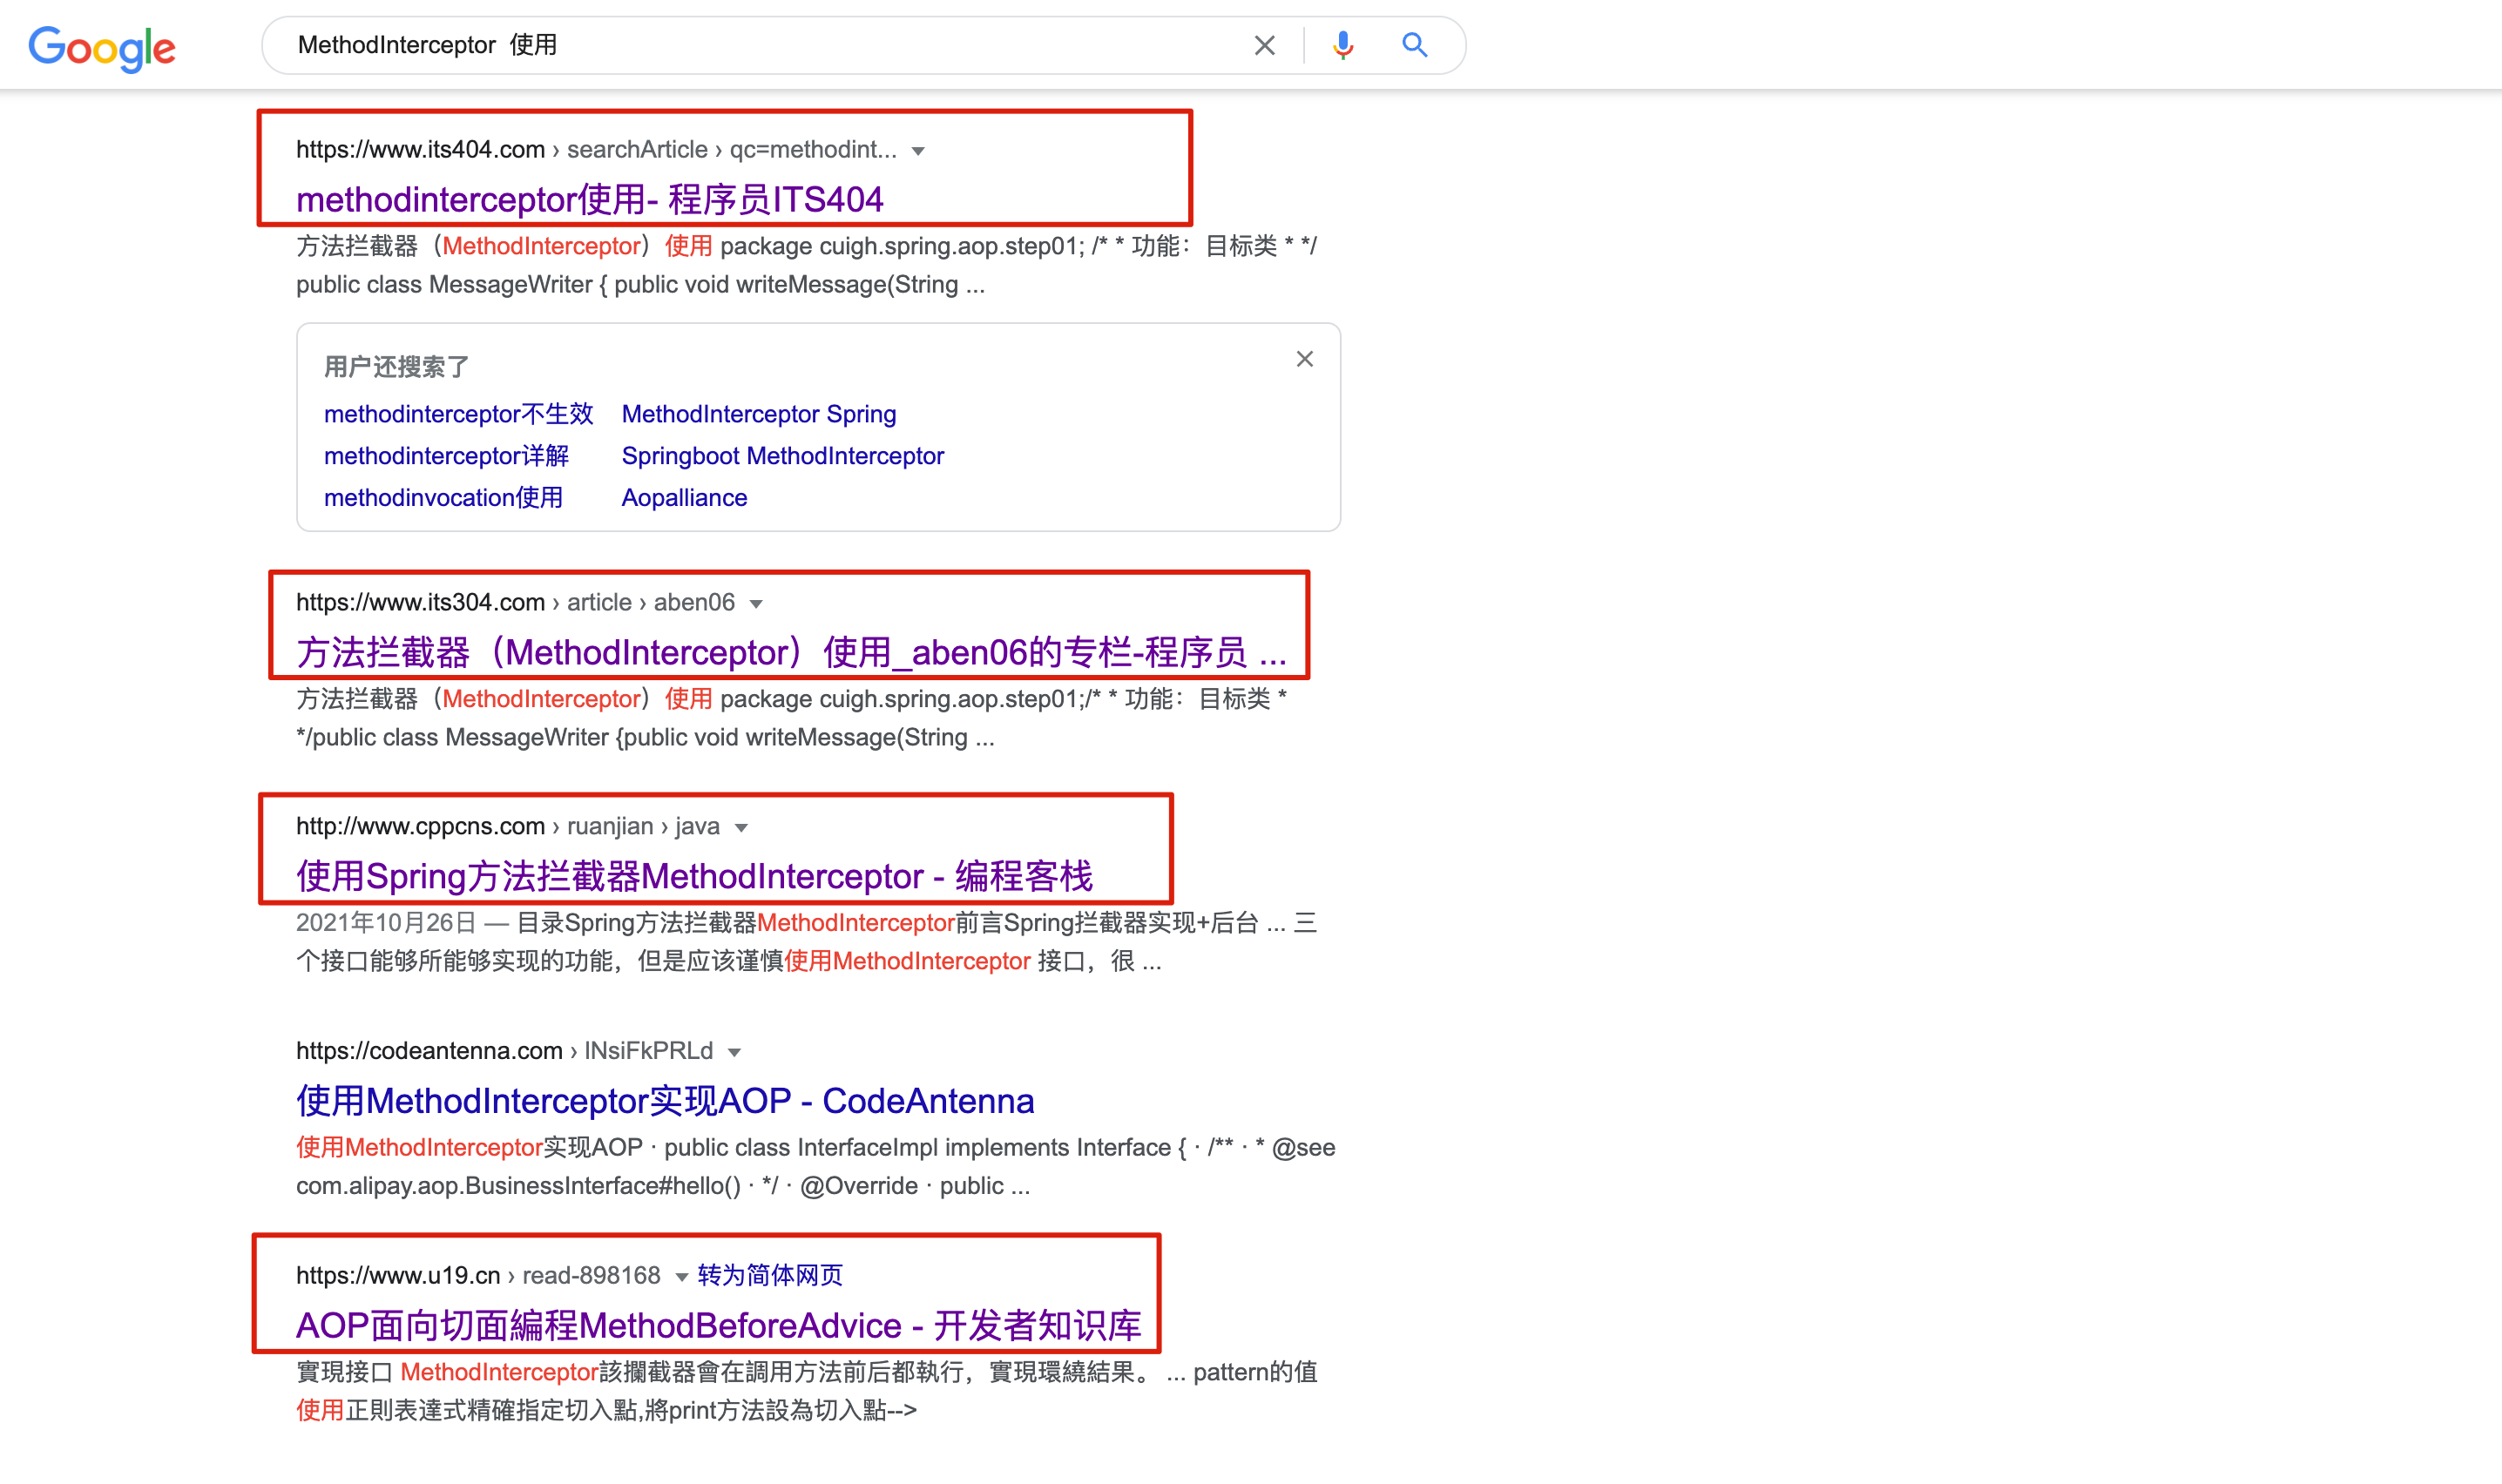 Google
MethodInterceptor 使用
https://www.its404.com › searchArticle › qc=methodint...
methodinterceptor使用- 程序员ITS404
方法拦截器（MethodInterceptor）使用 package cuigh.spring.aop.step01; /* * 功能：目标类 * */
public class MessageWriter { public void writeMessage(String ...
用户还搜索了
methodinterceptor不生效 MethodInterceptor Spring
methodinterceptor详解 Springboot MethodInterceptor
methodinvocation使用 Aopalliance
https://www.its304.com › article › aben06
方法拦截器（MethodInterceptor）使用_aben06的专栏-程序员 ...
方法拦截器（MethodInterceptor）使用 package cuigh.spring.aop.step01;/* * 功能：目标类 *
*/public class MessageWriter {public void writeMessage(String ...
http://www.cppcns.com › ruanjian › java
使用Spring方法拦截器MethodInterceptor - 编程客栈
2021年10月26日 — 目录Spring方法拦截器MethodInterceptor前言Spring拦截器实现+后台 ... 三
个接口能够所能够实现的功能，但是应该谨慎使用MethodInterceptor 接口，很 ...
https://codeantenna.com › lNsiFkPRLd
使用MethodInterceptor实现AOP - CodeAntenna
使用MethodInterceptor实现AOP · public class InterfaceImpl implements Interface { · /** · * @see
com.alipay.aop.BusinessInterface#hello() · */ · @Override · public ...
https://www.u19.cn › read-898168 转为简体网页
AOP面向切面編程MethodBeforeAdvice - 开发者知识库
實現接口 MethodInterceptor該攔截器會在調用方法前后都執行，實現環繞結果。 ... pattern的值
使用正則表達式精確指定切入點,將print方法設為切入點-->